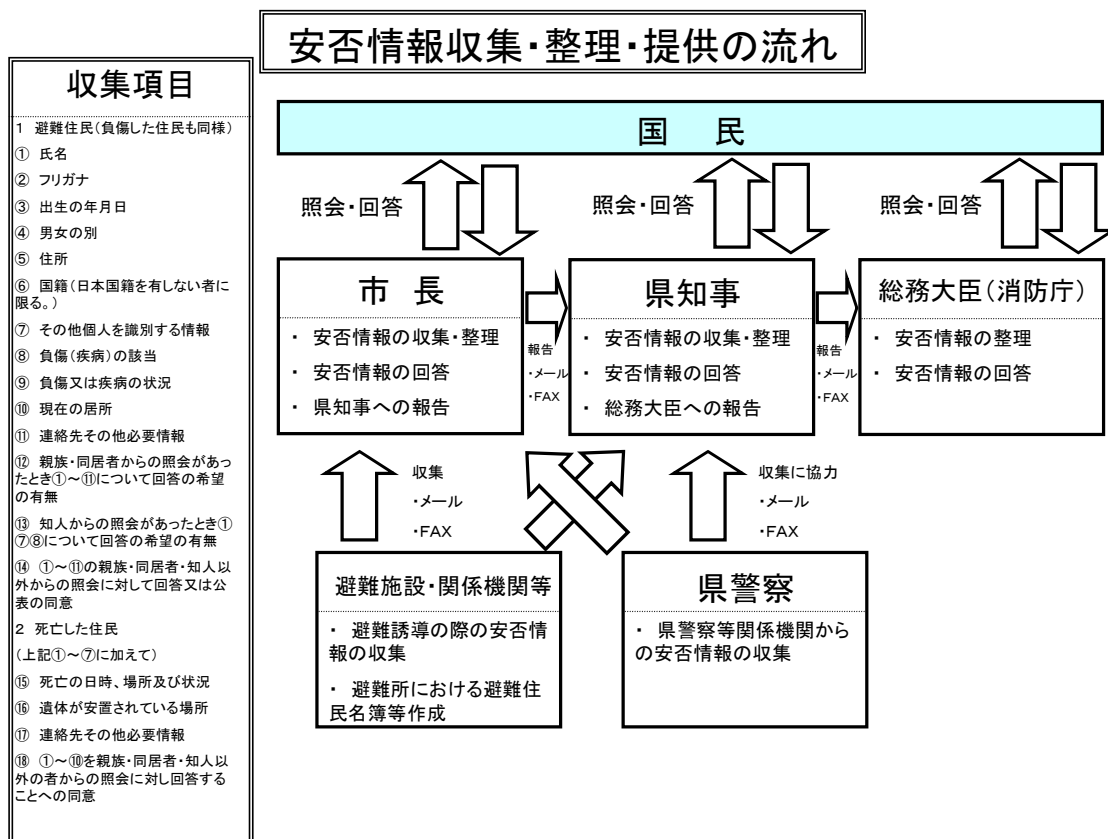 安否情報収集・整理・提供の流れ
収集項目
1 避難住民(負傷した住民も同様)
① 氏名
② フリガナ
③ 出生の年月日
④ 男女の別
⑤ 住所
⑥ 国籍(日本国籍を有しない者に
限る。)
⑦ その他個人を識別する情報
⑧ 負傷(疾病)の該当
⑨ 負傷又は疾病の状況
⑩ 現在の居所
⑪ 連絡先その他必要情報
⑫ 親族・同居者からの照会があっ
たとき①~⑪について回答の希望
の有無
⑬ 知人からの照会があったとき①
⑦⑧について回答の希望の有無
⑭ ①~⑪の親族・同居者・知人以
外からの照会に対して回答又は公
表の同意
2 死亡した住民
(上記①~⑦に加えて)
⑮ 死亡の日時、場所及び状況
⑯ 遺体が安置されている場所
⑰ 連絡先その他必要情報
⑱ ①~⑩を親族・同居者・知人以
外の者からの照会に対し回答する
ことへの同意
国 民
照会・回答
照会・回答
照会・回答
市 長
・ 安否情報の収集・整理
・ 安否情報の回答
・ 県知事への報告
報告
・メール
・FAX
県知事
・ 安否情報の収集・整理
・ 安否情報の回答
・ 総務大臣への報告
報告
・メール
・FAX
総務大臣(消防庁)
・ 安否情報の整理
・ 安否情報の回答
収集
・メール
・FAX
収集に協力
・メール
・FAX
避難施設・関係機関等
・ 避難誘導の際の安否情
報の収集
・ 避難所における避難住
民名簿等作成
県警察
・ 県警察等関係機関から
の安否情報の収集